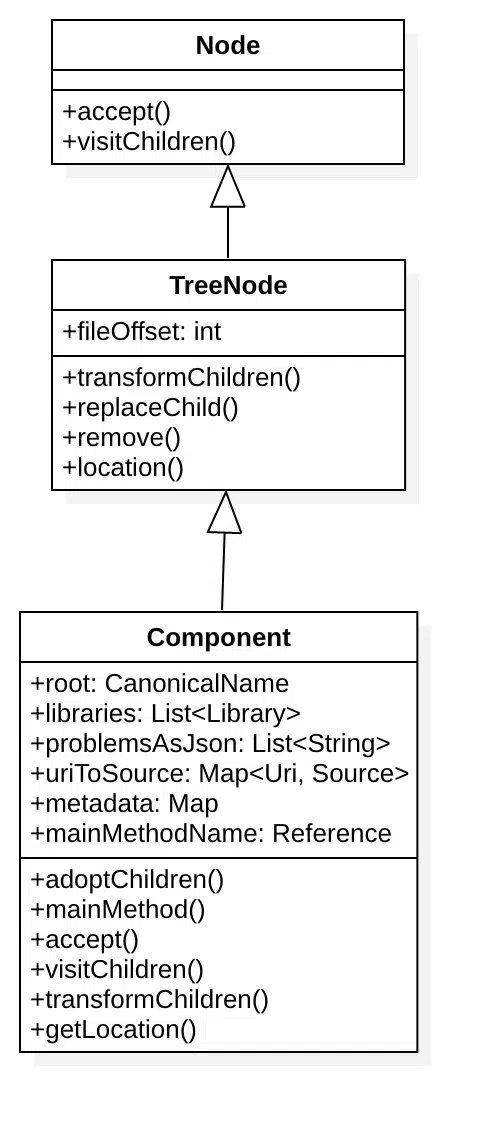 Node
+accept()
+visitChildren()
TreeNode
+fileOffset: int
+transformChildren()
+replaceChild()
+remove()
+location()
Component
+root: CanonicalName
+libraries: List<Library>
+problemsAsJson: List<String>
+uriToSource: Map<Uri, Source>
+metadata: Map
+mainMethodName: Reference
+adoptChildren()
+mainMethod()
+accept()
+visitChildren()
+transformChildren()
+getLocation()